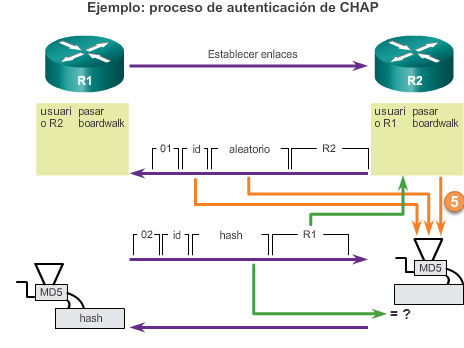 Ejemplo: proceso de autenticación de CHAP
Establecer enlaces
R1
R2
usuari pasar
o R2 boardwalk
usuari pasar
o R1 boardwalk
01 id aleatorio R2
5
02 id hash R1
MD5
hash
MD5
= ?